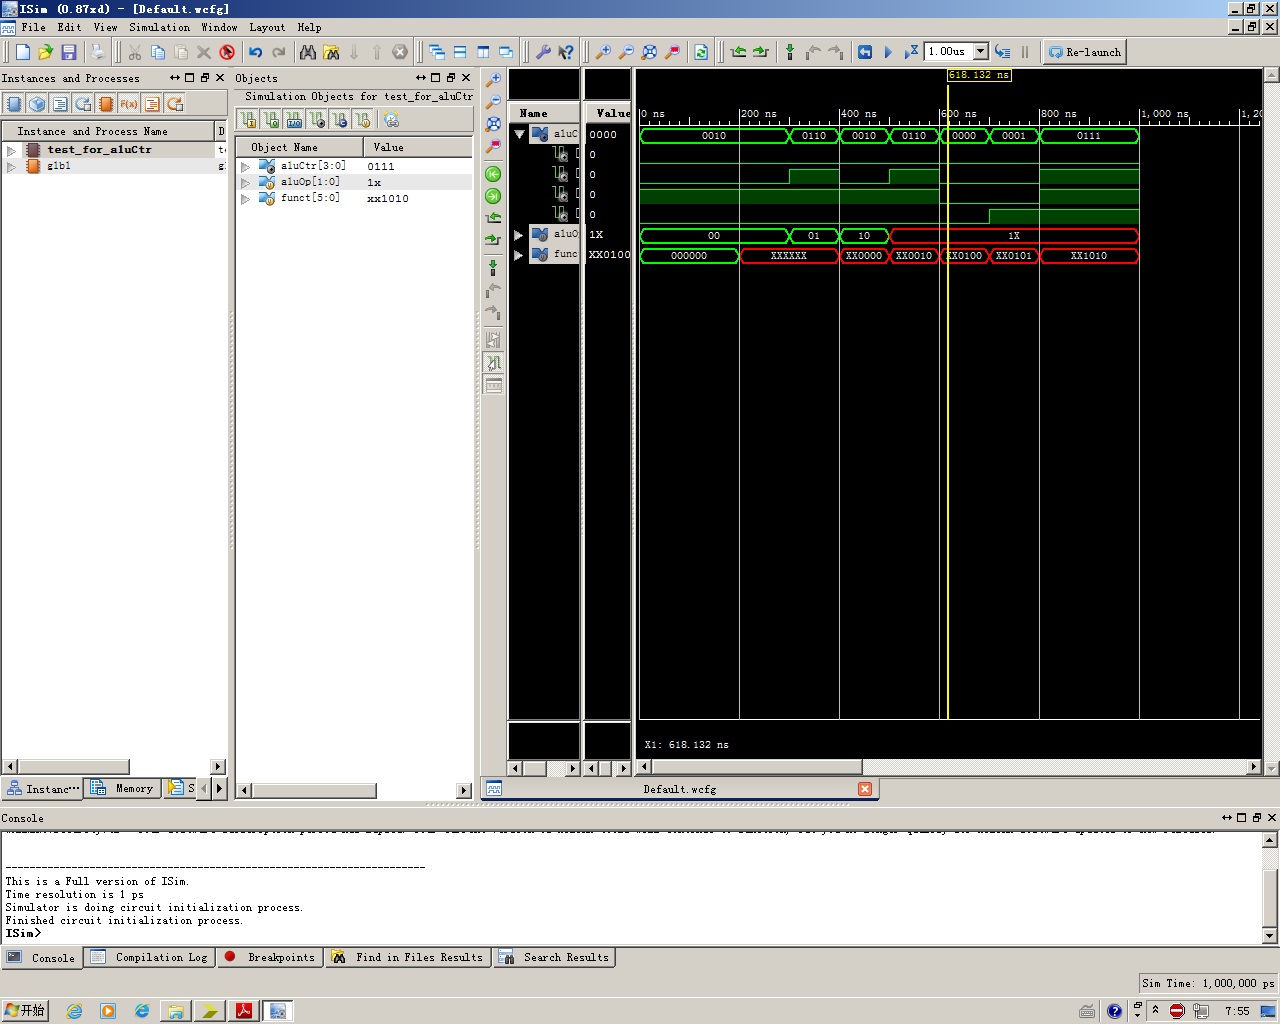 ISim (0.87xd) - [Default.wcfg]
File Edit View Simulation Window Layout Help
1.00us
Re-launch
Instances and Processes
Instance and Process Name
D
test_for_aluCtr
glbl
Instanc...
Memory
S
Objects
Simulation Objects for test_for_aluCtr
Object Name Value
aluCtr[3:0] 0111
aluOp[1:0] 1x
funct[5:0] xx1010
Name Value
aluC 0000
[ 0
[ 0
[ 0
[ 0
aluO 1X
func XX0100
618.132 ns
0 ns 200 ns 400 ns 600 ns 800 ns 1,000 ns 1,20
0010 0110 0010 0110 0000 0001 0111
00 01 10 1X
000000 XXXXXX XX0000 XX0010 XX0100 XX0101 XX1010
X1: 618.132 ns
Default.wcfg
Console
This is a Full version of ISim.
Time resolution is 1 ps
Simulator is doing circuit initialization process.
Finished circuit initialization process.
ISim>
Console Compilation Log Breakpoints Find in Files Results Search Results
Sim Time: 1,000,000 ps
开始
7:55